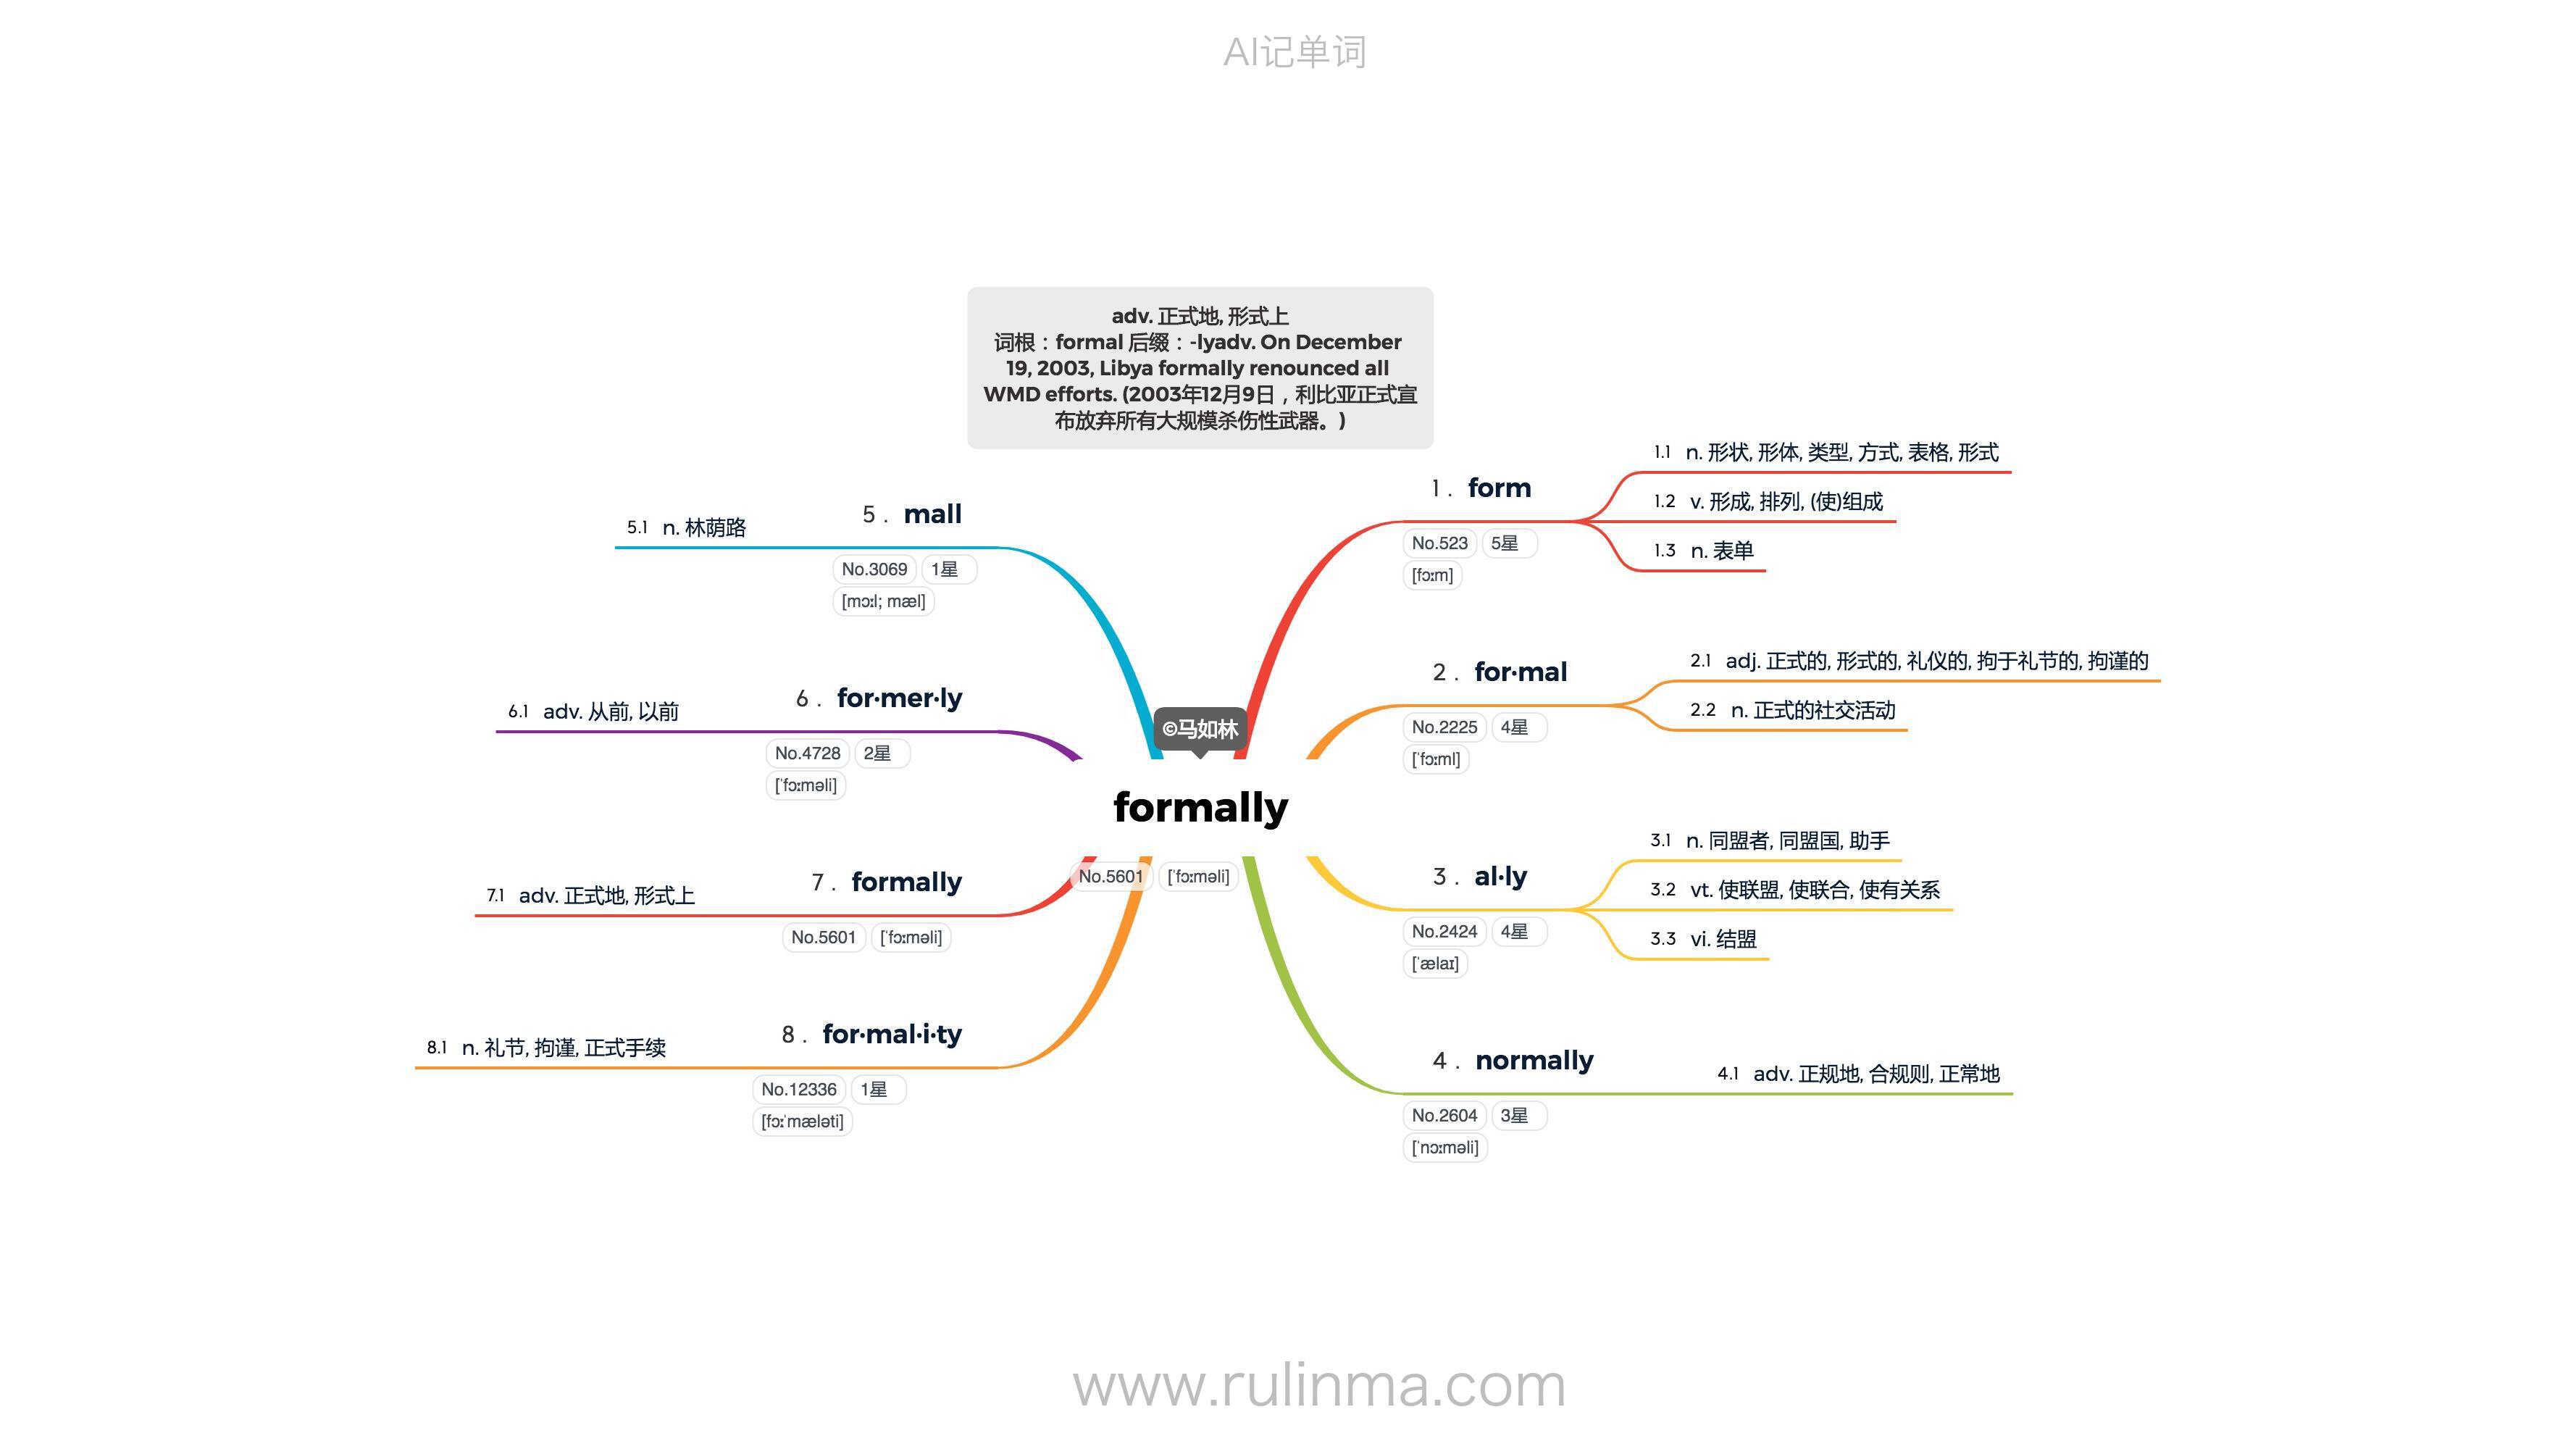 AI记单词
adv. 正式地, 形式上
词根：formal 后缀：-lyadv. On December
19, 2003, Libya formally renounced all
WMD efforts. (2003年12月9日，利比亚正式宣
布放弃所有大规模杀伤性武器。)
©马如林
formally
No.5601 [ˈfɔːməli]
1 . form
No.523 5星
[fɔːm]
1.1 n. 形状, 形体, 类型, 方式, 表格, 形式
1.2 v. 形成, 排列, (使)组成
1.3 n. 表单
2 . for·mal
No.2225 4星
[ˈfɔːml]
2.1 adj. 正式的, 形式的, 礼仪的, 拘于礼节的, 拘谨的
2.2 n. 正式的社交活动
3 . al·ly
No.2424 4星
[ˈælaɪ]
3.1 n. 同盟者, 同盟国, 助手
3.2 vt. 使联盟, 使联合, 使有关系
3.3 vi. 结盟
4 . normally
No.2604 3星
[ˈnɔːməli]
4.1 adv. 正规地, 合规则, 正常地
5 . mall
No.3069 1星
[mɔːl; mæl]
5.1 n. 林荫路
6 . for·mer·ly
No.4728 2星
[ˈfɔːməli]
6.1 adv. 从前, 以前
7 . formally
No.5601 [ˈfɔːməli]
7.1 adv. 正式地, 形式上
8 . for·mal·i·ty
No.12336 1星
[fɔːˈmæləti]
8.1 n. 礼节, 拘谨, 正式手续
www.rulinma.com